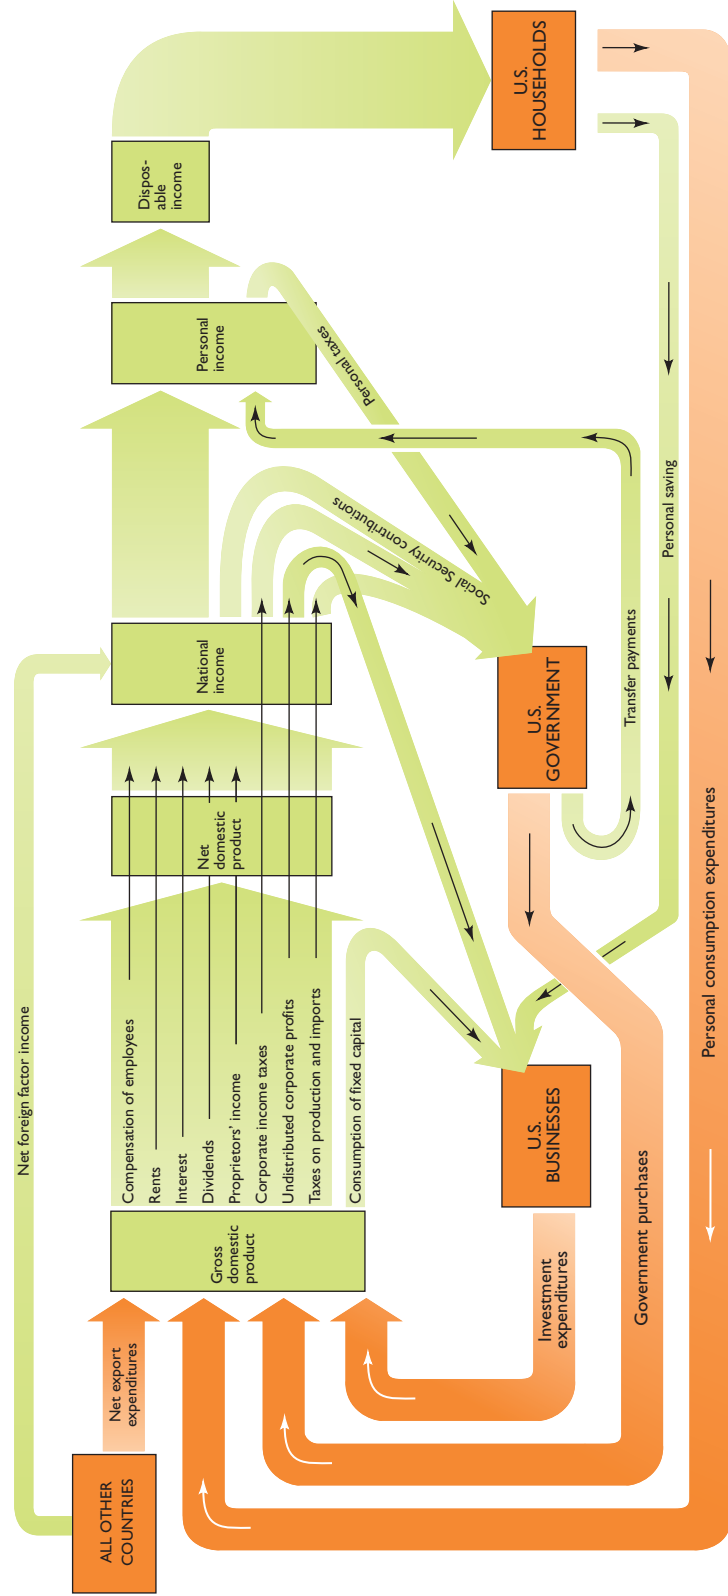 Net foreign factor income
ALL OTHER
COUNTRIES
Net export
expenditures
Gross
domestic
product
Compensation of employees
Rents
Interest
Dividends
Proprietors’ income
Corporate income taxes
Undistributed corporate profits
Taxes on production and imports
Consumption of fixed capital
Net
domestic
product
National
income
Personal
income
Dispos-
able
income
Social Security contributions
Personal taxes
U.S.
BUSINESSES
U.S.
GOVERNMENT
U.S.
HOUSEHOLDS
Investment
expenditures
Transfer payments
Government purchases
Personal saving
Personal consumption expenditures